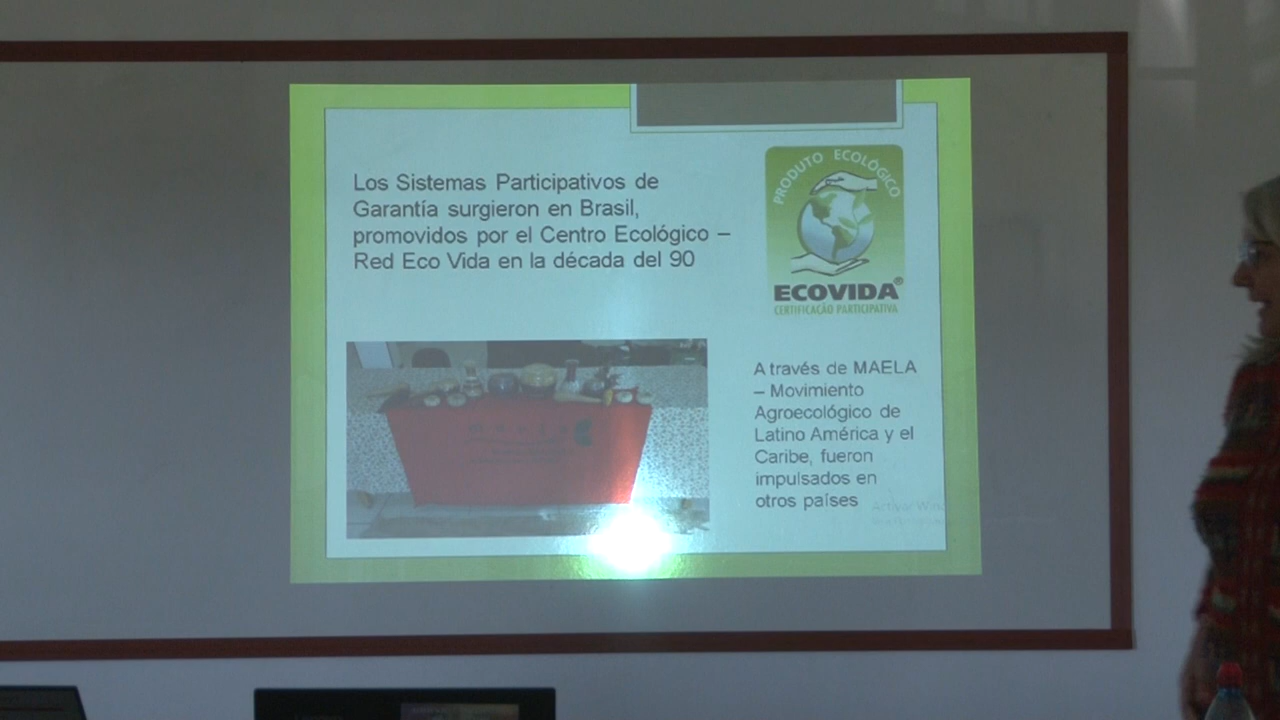 Los Sistemas Participativos de
Garantía surgieron en Brasil,
promovidos por el Centro Ecológico –
Red Eco Vida en la década del 90
PRODUTO ECOLÓGICO
ECOVIDA®
CERTIFICAÇÃO PARTICIPATIVA
A través de MAELA
– Movimiento
Agroecológico de
Latino América y el
Caribe, fueron
impulsados en
otros países